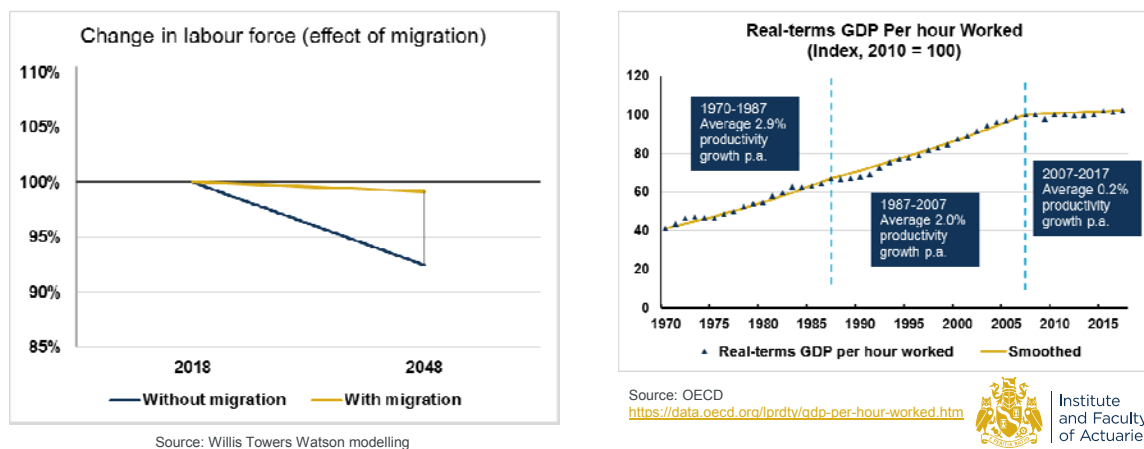 Change in labour force (effect of migration)
110%
105%
100%
95%
90%
85%
2018
2048
Without migration
With migration
Source: Willis Towers Watson modelling
Real-terms GDP Per hour Worked
(Index, 2010 = 100)
120
100
80
60
40
20
0
1970-1987
Average 2.9%
productivity
growth p.a.
1987-2007
Average 2.0%
productivity
growth p.a.
2007-2017
Average 0.2%
productivity
growth p.a.
1970 1975 1980 1985 1990 1995 2000 2005 2010 2015
Real-terms GDP per hour worked
Smoothed
Source: OECD
https://data.oecd.org/lprdty/gdp-per-hour-worked.htm
Institute
and Faculty
of Actuarie